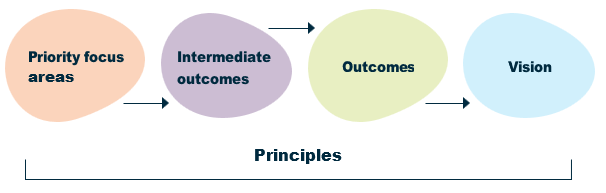 Priority focus
areas
Intermediate
outcomes
Outcomes
Vision
Principles